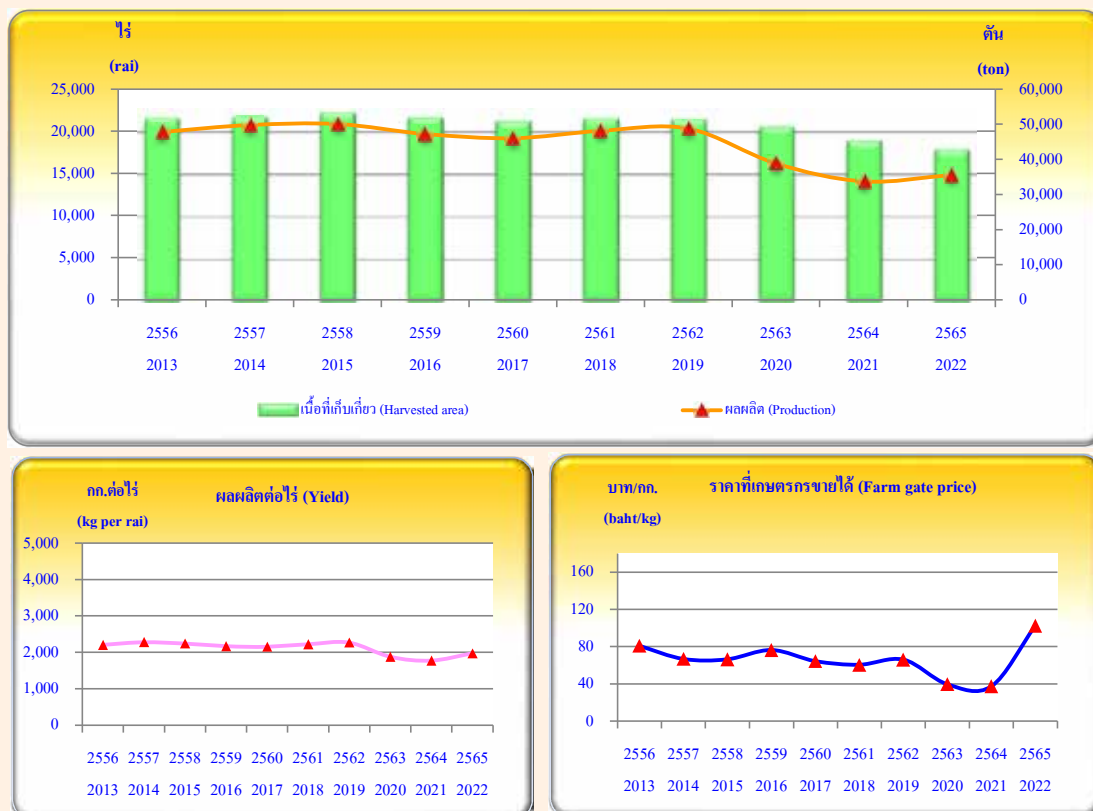 ไร่
(rai)
ตัน
(ton)
25,000
20,000
15,000
10,000
5,000
0
60,000
50,000
40,000
30,000
20,000
10,000
0
2556 2557 2558 2559 2560 2561 2562 2563 2564 2565
2013 2014 2015 2016 2017 2018 2019 2020 2021 2022
เนื้อที่เก็บเกี่ยว (Harvested area) ผลผลิต (Production)
กก.ต่อไร่ ผลผลิตต่อไร่ (Yield)
(kg per rai)
5,000
4,000
3,000
2,000
1,000
0
2556 2557 2558 2559 2560 2561 2562 2563 2564 2565
2013 2014 2015 2016 2017 2018 2019 2020 2021 2022
บาท/กก. ราคาที่เกษตรกรขายได้ (Farm gate price)
(baht/kg)
160
120
80
40
0
2556 2557 2558 2559 2560 2561 2562 2563 2564 2565
2013 2014 2015 2016 2017 2018 2019 2020 2021 2022